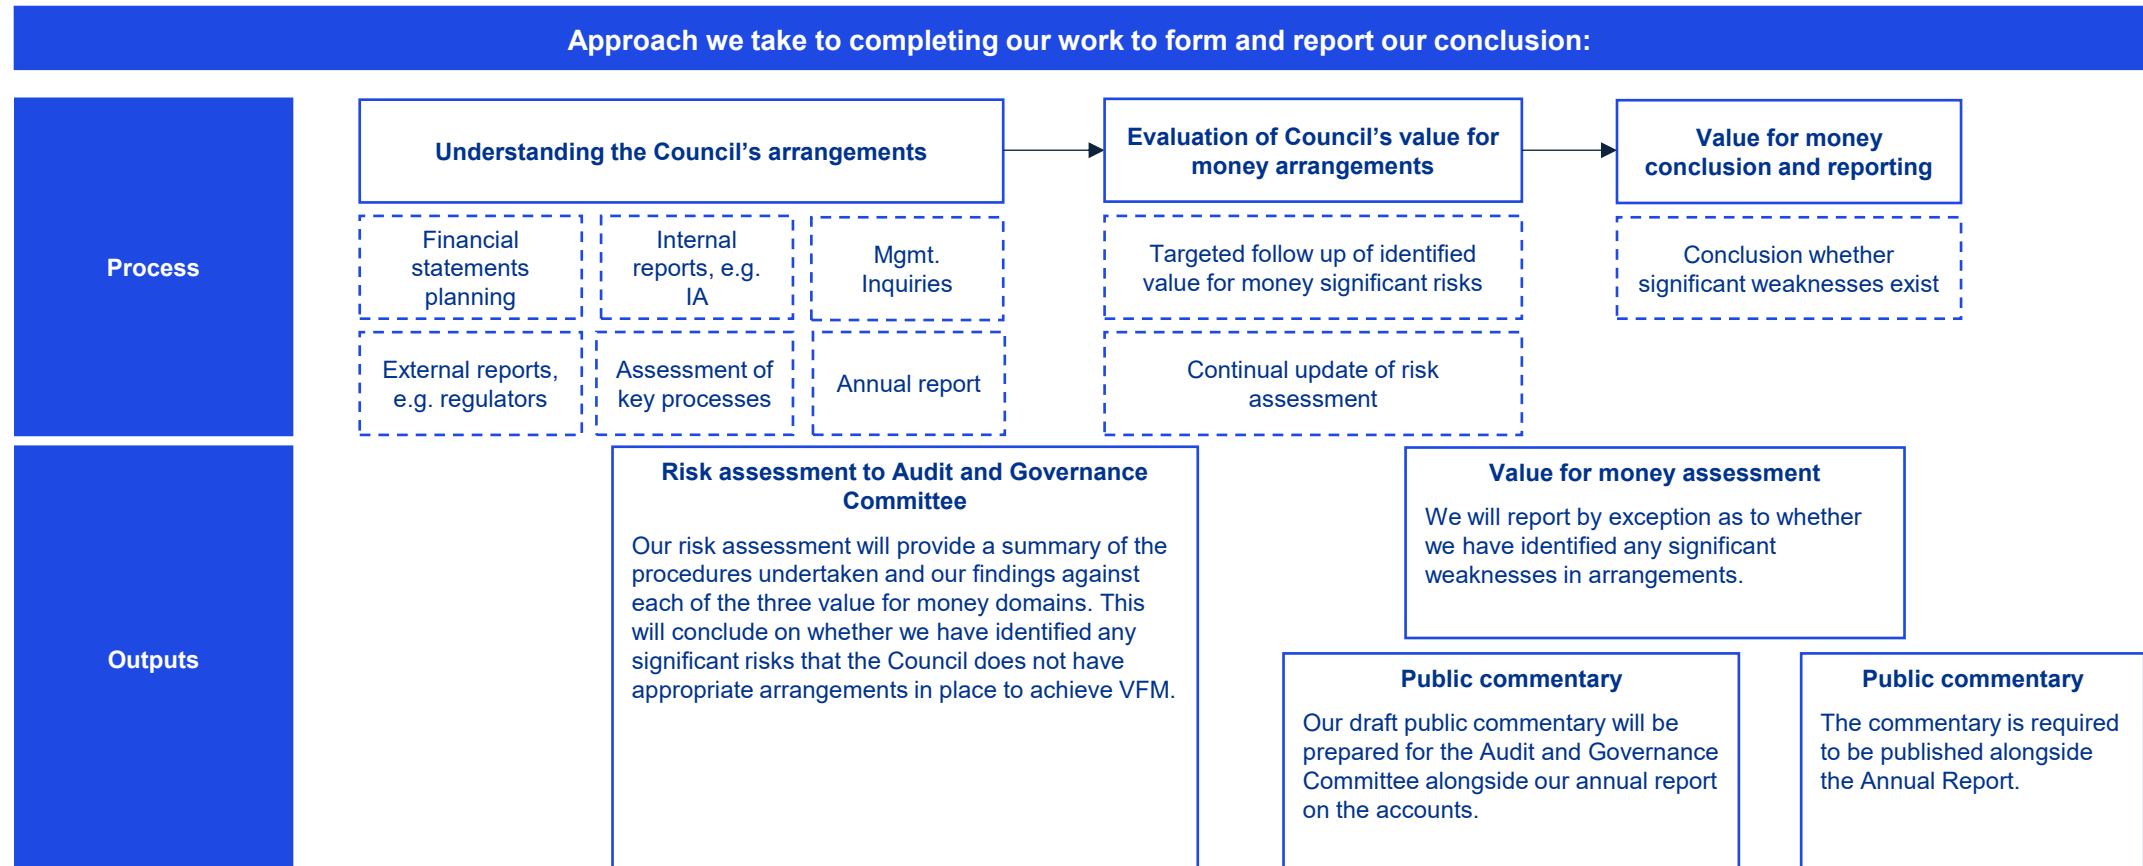 Approach we take to completing our work to form and report our conclusion:
Process
Understanding the Council’s arrangements
Evaluation of Council’s value for
money arrangements
Value for money
conclusion and reporting
Financial
statements
planning
Internal
reports, e.g.
IA
Mgmt.
Inquiries
Targeted follow up of identified
value for money significant risks
Conclusion whether
significant weaknesses exist
External reports,
e.g. regulators
Assessment of
key processes
Annual report
Continual update of risk
assessment
Outputs
Risk assessment to Audit and Governance
Committee
Our risk assessment will provide a summary of the
procedures undertaken and our findings against
each of the three value for money domains. This
will conclude on whether we have identified any
significant risks that the Council does not have
appropriate arrangements in place to achieve VFM.
Value for money assessment
We will report by exception as to whether
we have identified any significant
weaknesses in arrangements.
Public commentary
Our draft public commentary will be
prepared for the Audit and Governance
Committee alongside our annual report
on the accounts.
Public commentary
The commentary is required
to be published alongside
the Annual Report.